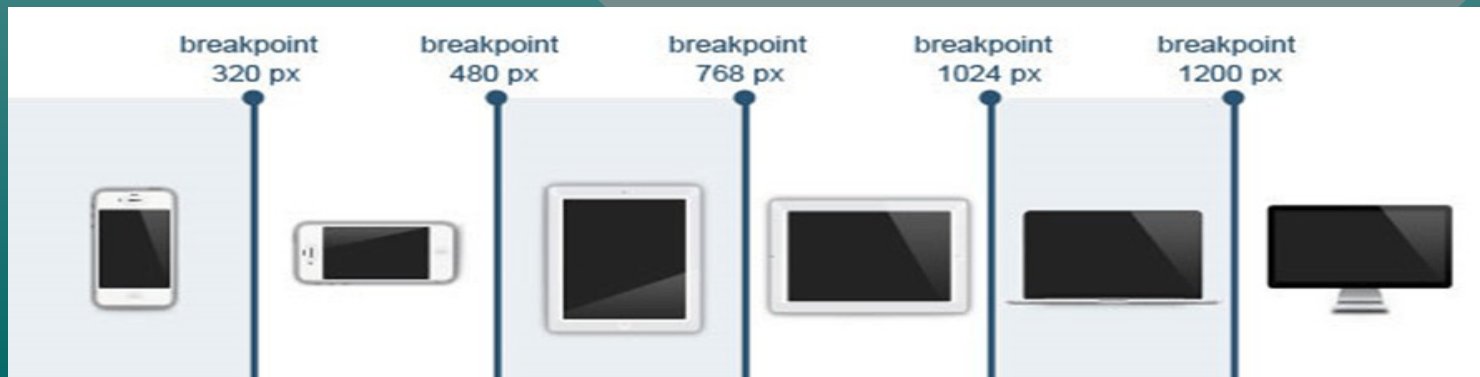 breakpoint
320 px
breakpoint
480 px
breakpoint
768 px
breakpoint
1024 px
breakpoint
1200 px